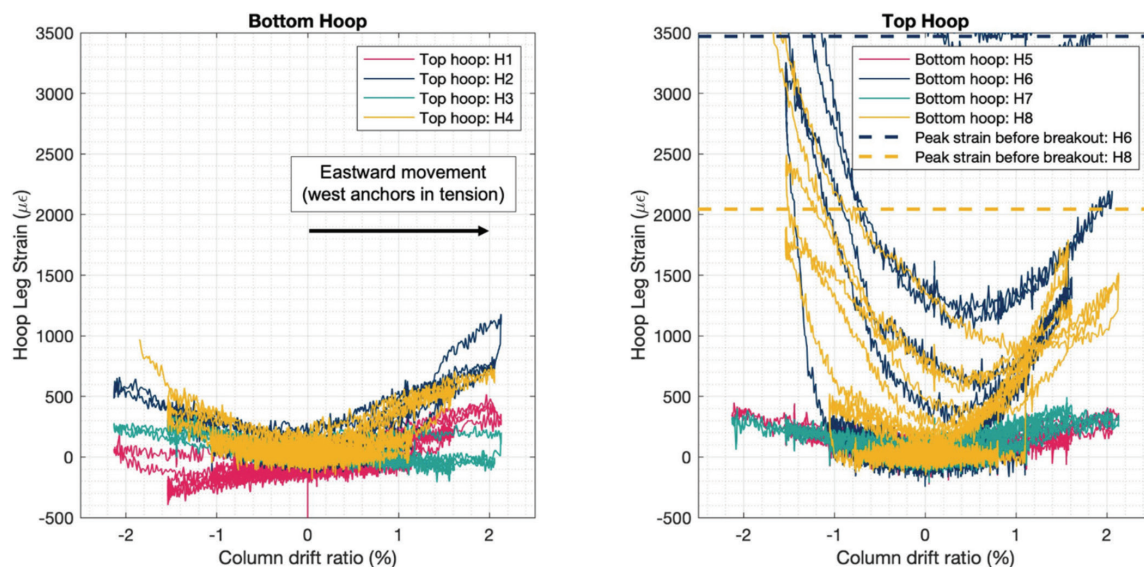 Bottom Hoop
3500
3000
2500
2000
1500
1000
500
0
-500
-2
-1
0
1
2
Column drift ratio (%)
Hoop Leg Strain (με)
Top hoop: H1
Top hoop: H2
Top hoop: H3
Top hoop: H4
Eastward movement
(west anchors in tension)
Top Hoop
3500
3000
2500
2000
1500
1000
500
0
-500
-2
-1
0
1
2
Column drift ratio (%)
Hoop Leg Strain (με)
Bottom hoop: H5
Bottom hoop: H6
Bottom hoop: H7
Bottom hoop: H8
Peak strain before breakout: H6
Peak strain before breakout: H8